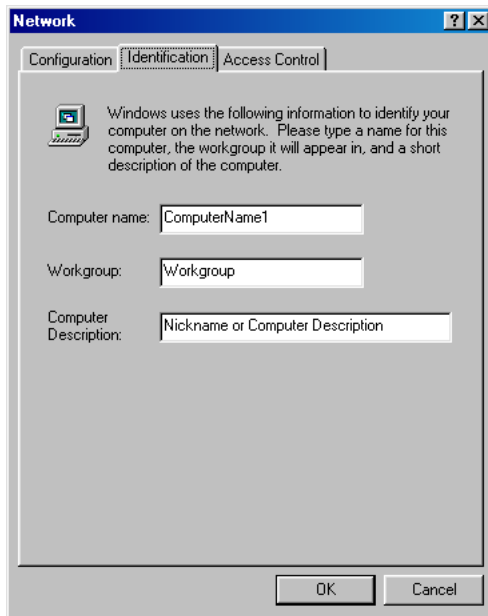 Network
Configuration Identification Access Control
Windows uses the following information to identify your
computer on the network. Please type a name for this
computer, the workgroup it will appear in, and a short
description of the computer.
Computer name: ComputerName1
Workgroup: Workgroup
Computer
Description: Nickname or Computer Description
OK Cancel